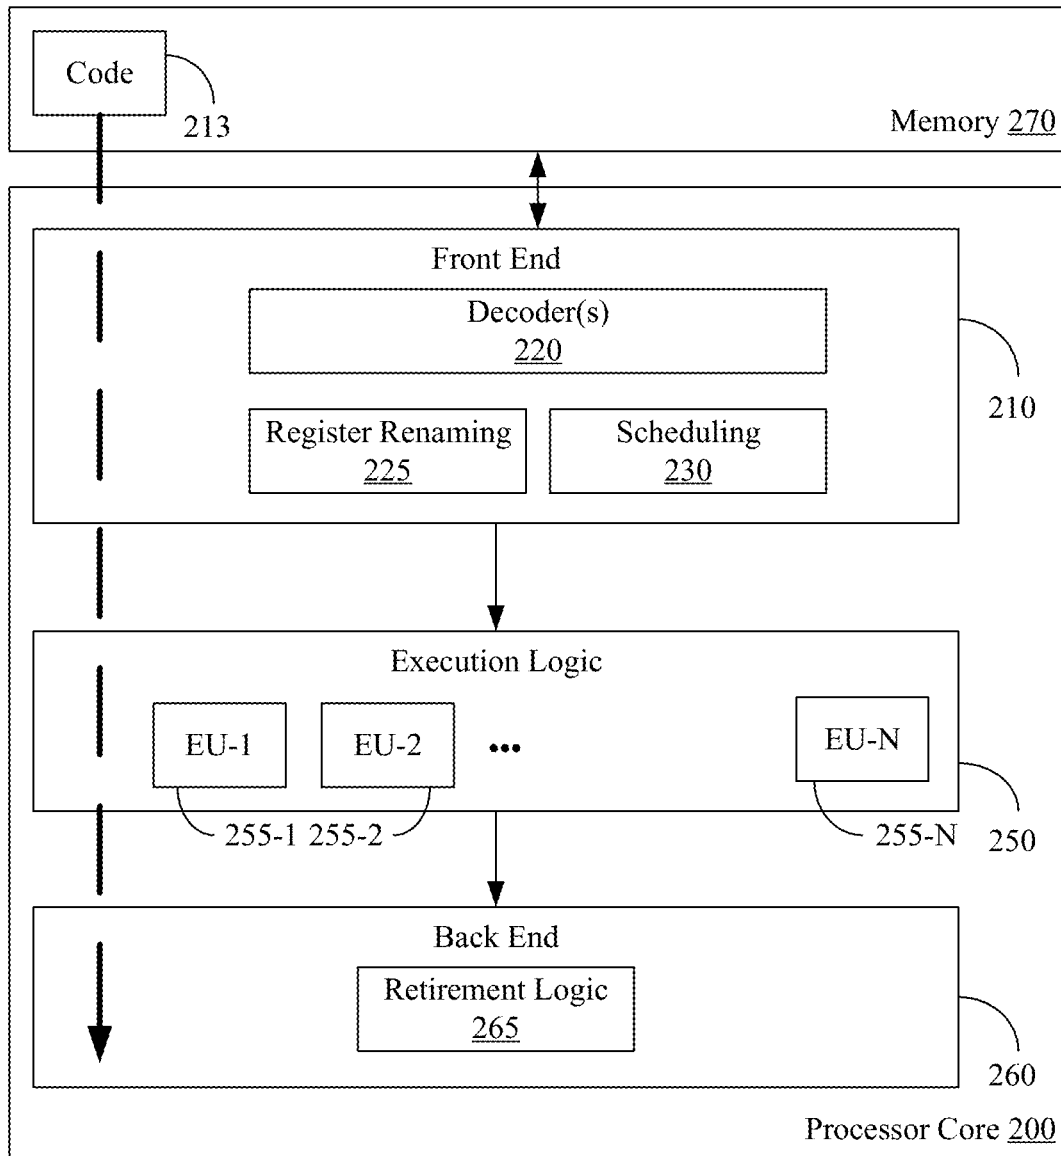 Code
213
Memory 270
Front End
Decoder(s)
220
Register Renaming
225
Scheduling
230
210
Execution Logic
EU-1
EU-2
•••
EU-N
255-1
255-2
255-N
250
Back End
Retirement Logic
265
260
Processor Core 200